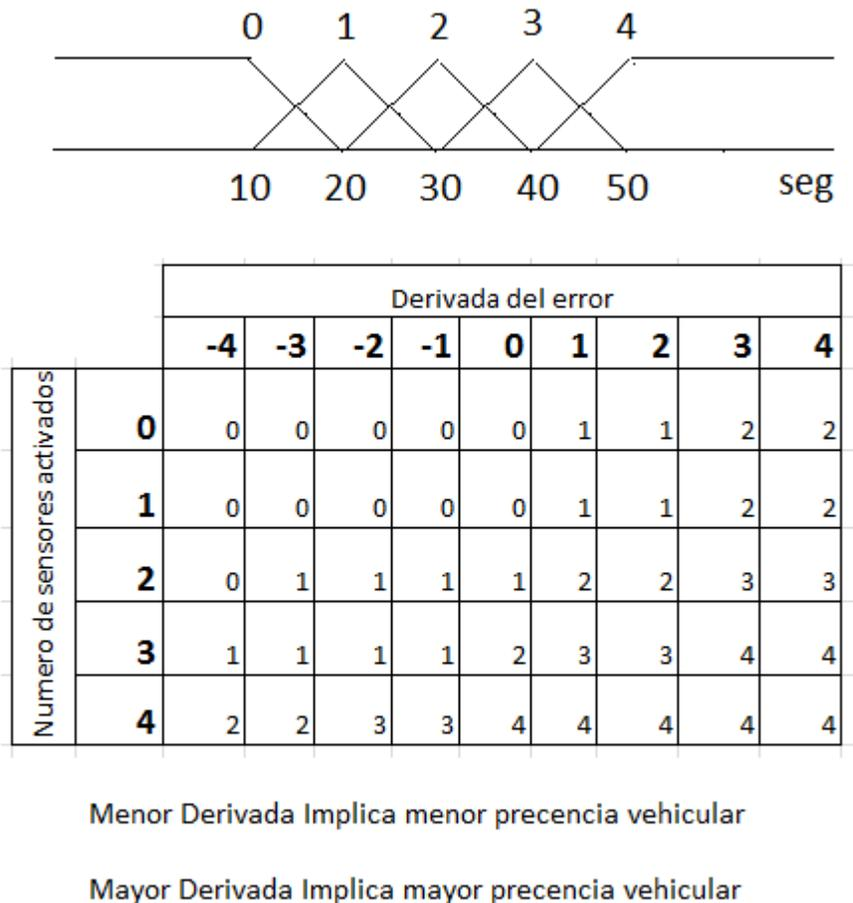 0 1 2 3 4
10 20 30 40 50 seg
Derivada del error
-4 -3 -2 -1 0 1 2 3 4
Numero de sensores activados
0 0 0 0 0 0 1 1 2 2
1 0 0 0 0 0 1 1 2 2
2 0 1 1 1 1 2 2 3 3
3 1 1 1 1 2 3 3 4 4
4 2 2 3 3 4 4 4 4 4
Menor Derivada Implica menor precencia vehicular
Mayor Derivada Implica mayor precencia vehicular